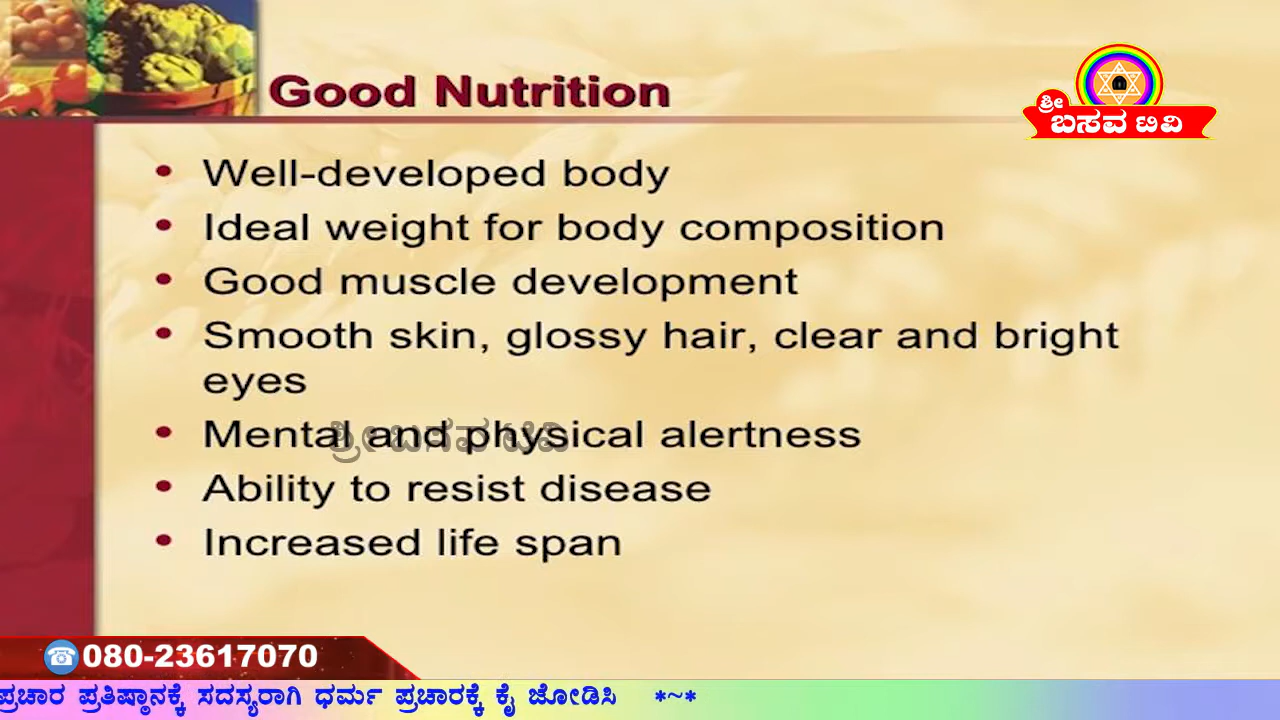 Good Nutrition
ಶ್ರೀ
ಬಸವ ಟಿವಿ
• Well-developed body
• Ideal weight for body composition
• Good muscle development
• Smooth skin, glossy hair, clear and bright
eyes
• Mental and physical alertness
ಶ್ರೀ ಬಸವ ಟಿವಿ
• Ability to resist disease
• Increased life span
080-23617070
ಪ್ರಚಾರ ಪ್ರತಿಷ್ಠಾನಕ್ಕೆ ಸದಸ್ಯರಾಗಿ ಧರ್ಮ ಪ್ರಚಾರಕ್ಕೆ ಕೈ ಜೋಡಿಸಿ *~*